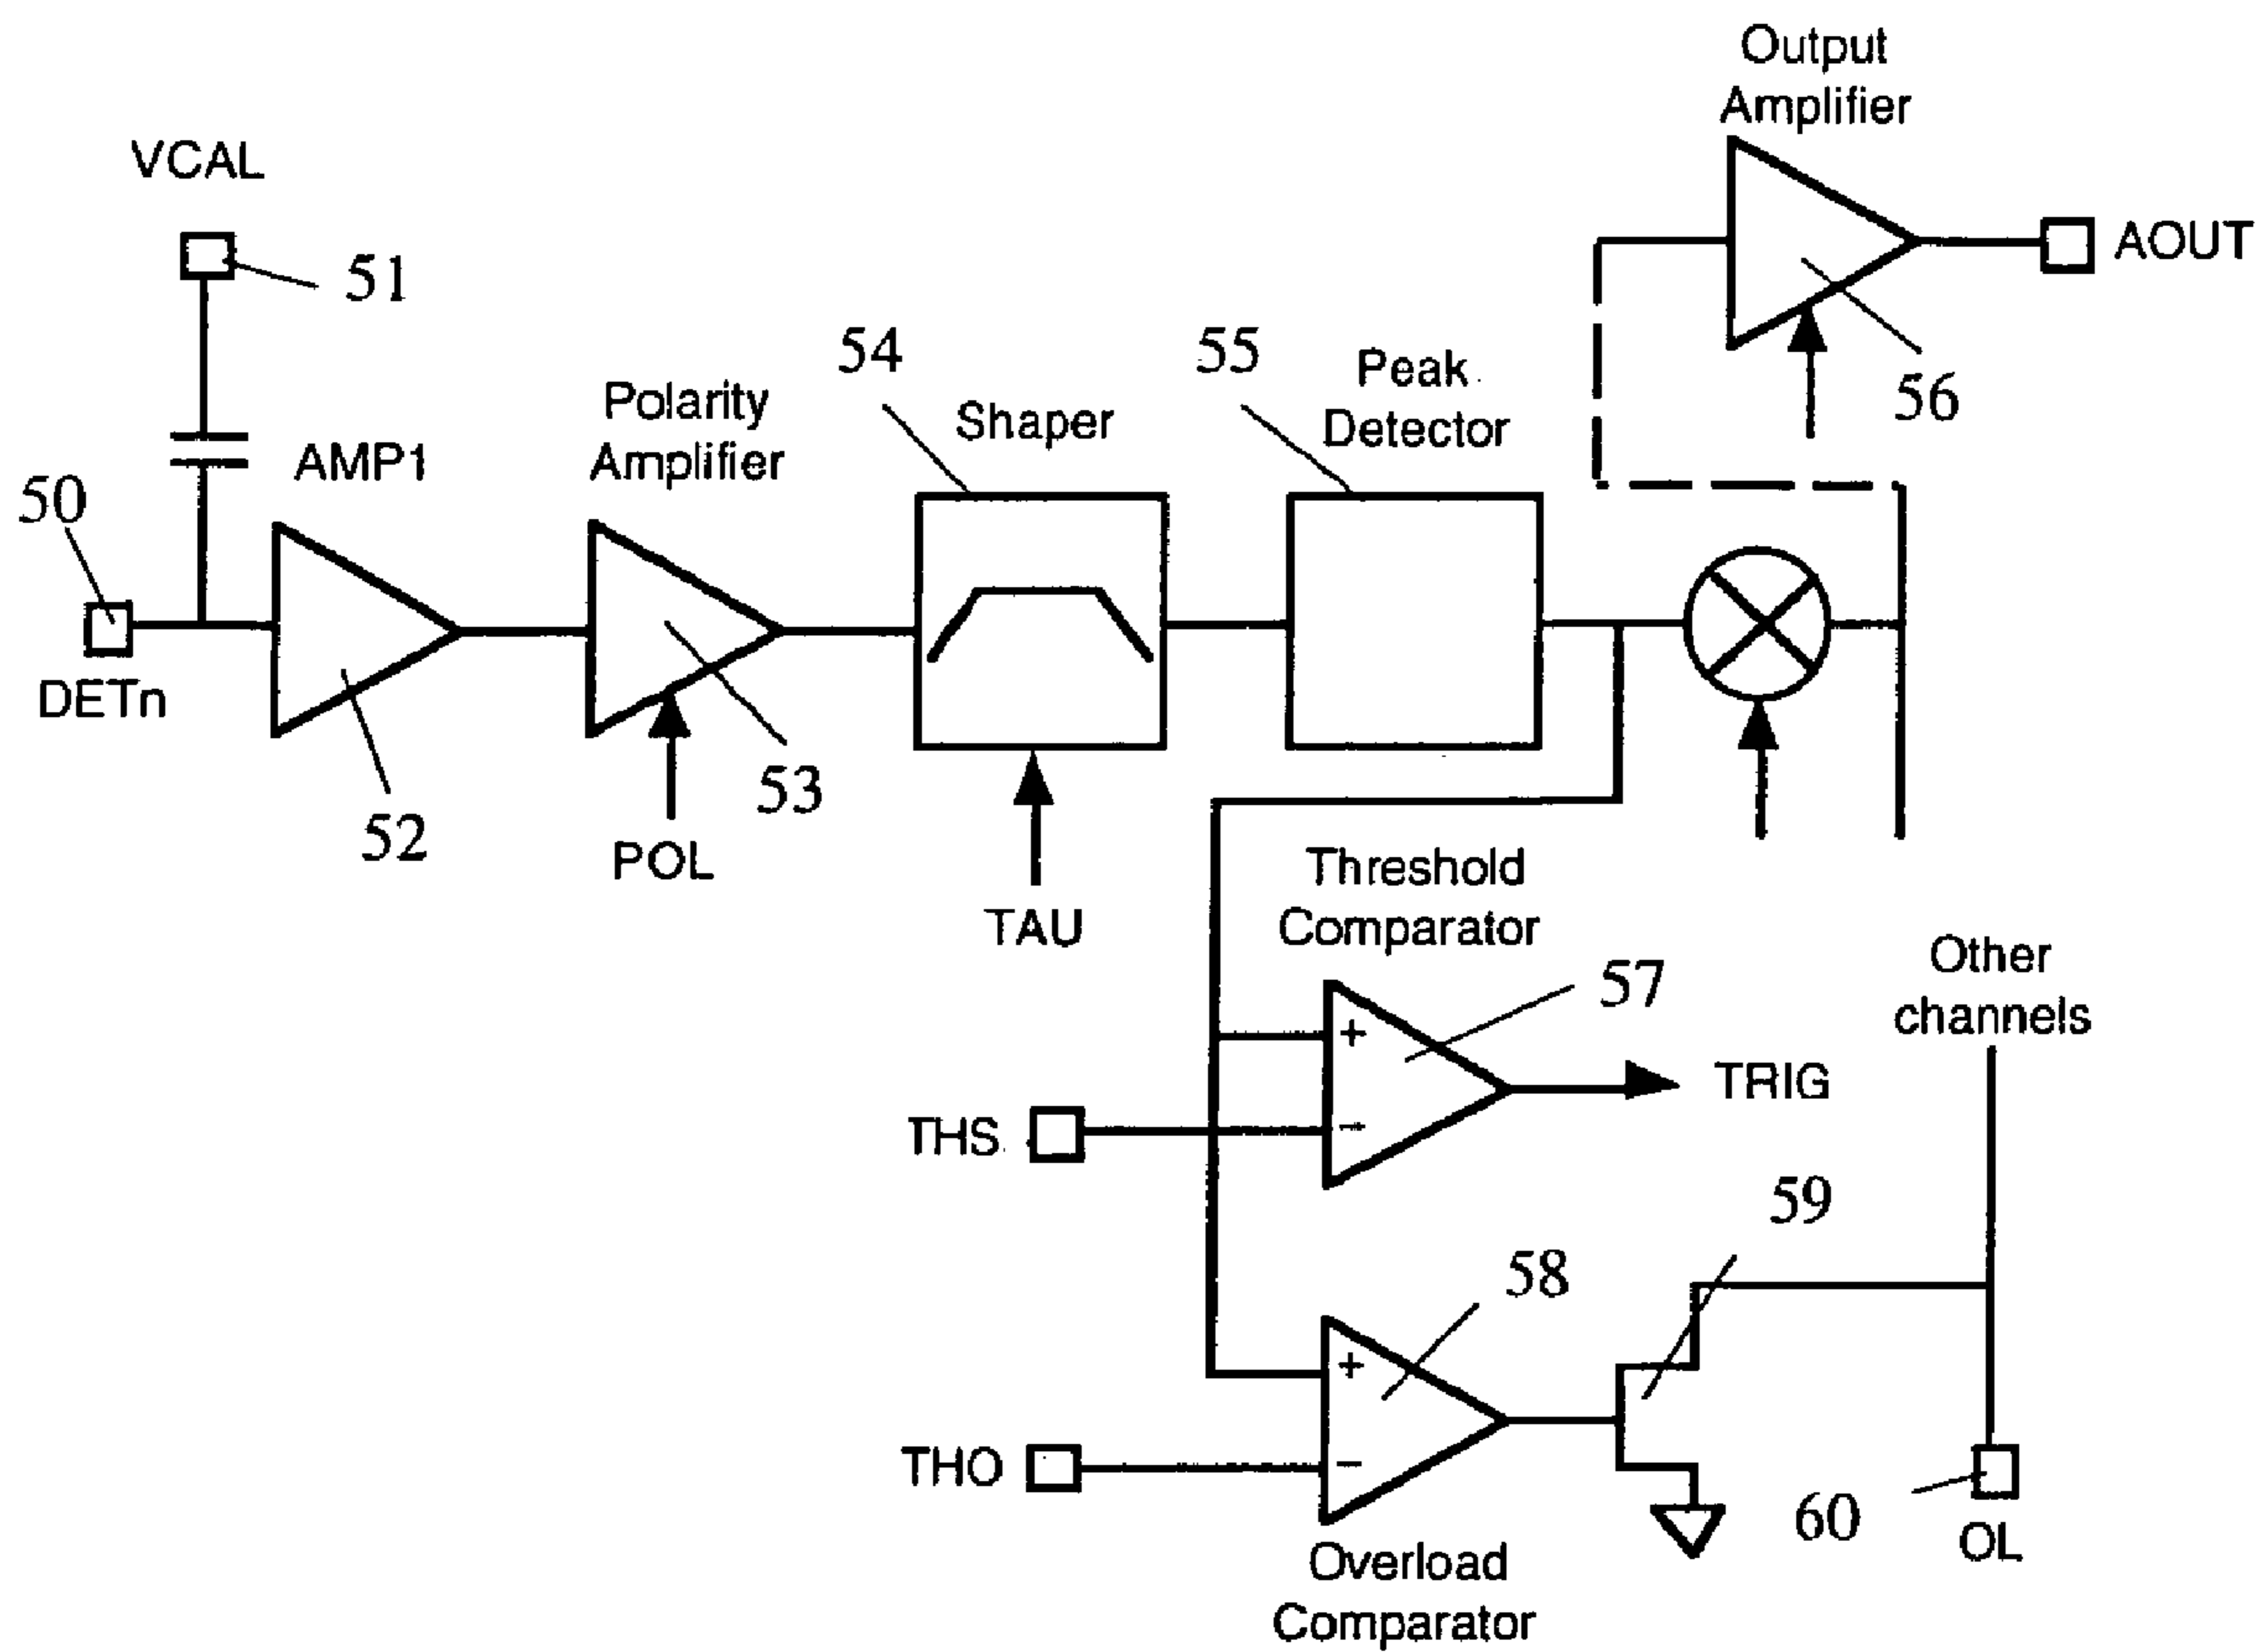 Output
Amplifier
VCAL
AOUT
51
54
55
Peak
Detector
56
Polarity
Amplifier
Shaper
AMP1
50
DETn
53
52
POL
TAU
Threshold
Comparator
57
Other
channels
+
TRIG
THS
−
59
58
+
THO
−
60
OL
Overload
Comparator